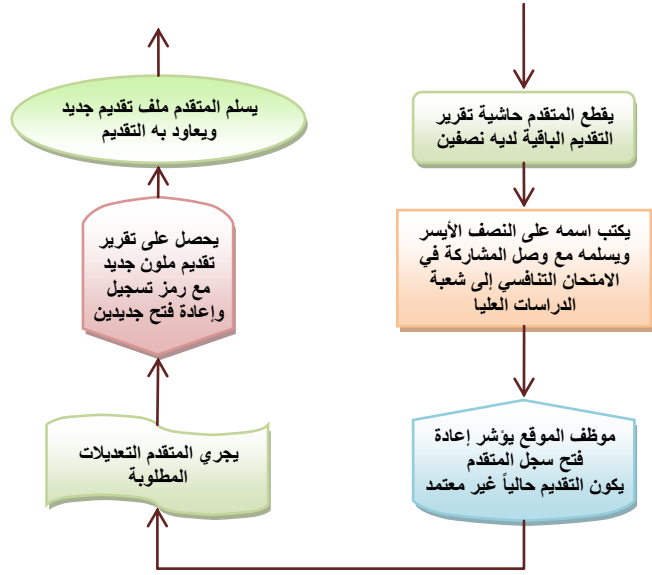 يقطع المتقدم حاشية تقرير
التقديم الباقية لديه نصفين
يكتب اسمه على النصف الأيسر
ويسلمه مع وصل المشاركة في
الامتحان التنافسي إلى شعبة
الدراسات العليا
موظف الموقع يؤشر إعادة
فتح سجل المتقدم
يكون التقديم حالياً غير معتمد
يجري المتقدم التعديلات
المطلوبة
يحصل على تقرير
تقديم ملون جديد
مع رمز تسجيل
وإعادة فتح جديدين
يسلم المتقدم ملف تقديم جديد
ويعاود به التقديم